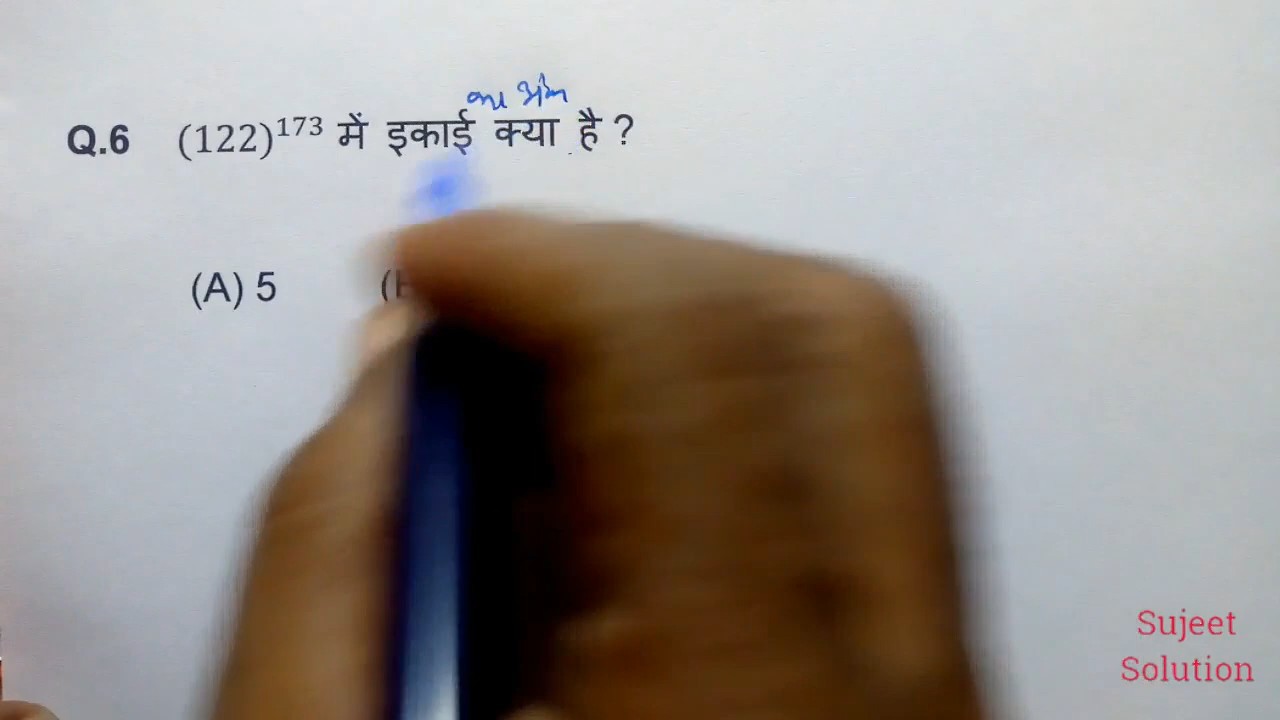 का अंक
Q.6 (122)^173 में इकाई क्या है ?
(A) 5 (B
Sujeet
Solution